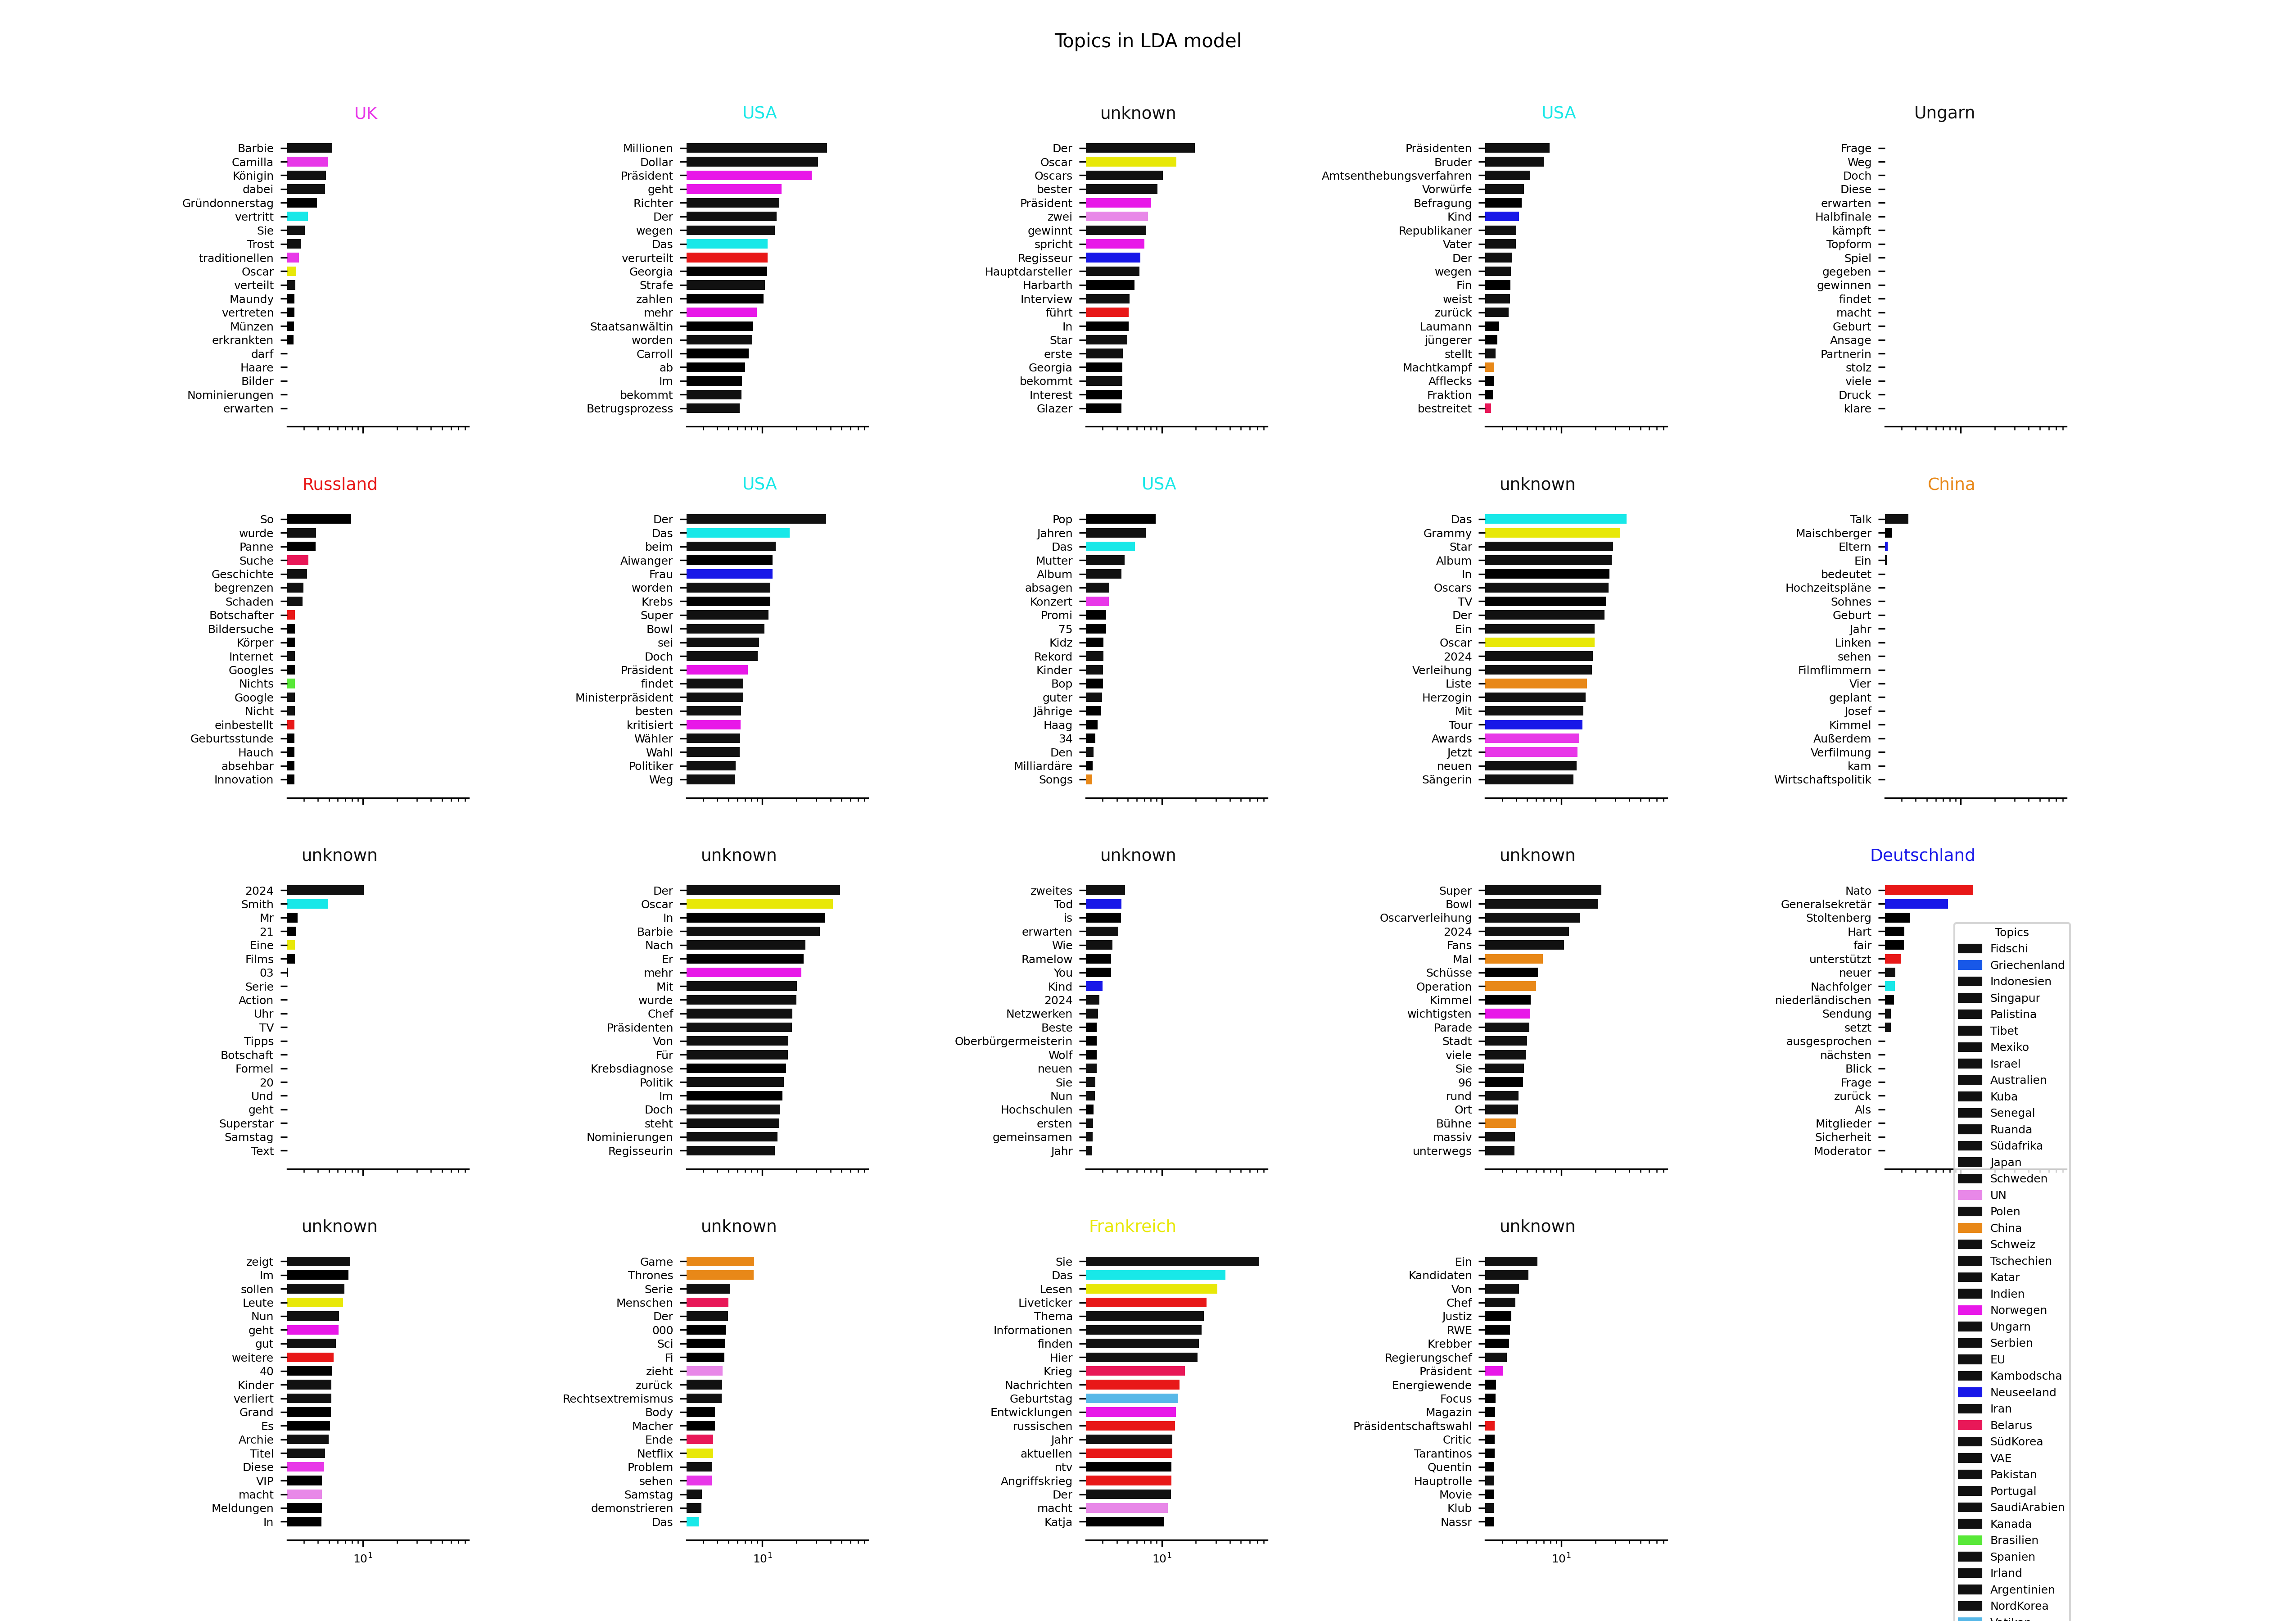 Topics in LDA model
UK
Barbie
Camilla
Königin
dabei
Gründonnerstag
vertritt
Sie
Trost
traditionellen
Oscar
verteilt
Maundy
vertreten
Münzen
erkrankten
darf
Haare
Bilder
Nominierungen
erwarten
USA
Millionen
Dollar
Präsident
geht
Richter
Der
wegen
Das
verurteilt
Georgia
Strafe
zahlen
mehr
Staatsanwältin
worden
Carroll
ab
Im
bekommt
Betrugsprozess
unknown
Der
Oscar
Oscars
bester
Präsident
zwei
gewinnt
spricht
Regisseur
Hauptdarsteller
Harbarth
Interview
führt
In
Star
erste
Georgia
bekommt
Interest
Glazer
USA
Präsidenten
Bruder
Amtsenthebungsverfahren
Vorwürfe
Befragung
Kind
Republikaner
Vater
Der
wegen
Fin
weist
zurück
Laumann
jüngerer
stellt
Machtkampf
Afflecks
Fraktion
bestreitet
Ungarn
Frage
Weg
Doch
Diese
erwarten
Halbfinale
kämpft
Topform
Spiel
gegeben
gewinnen
findet
macht
Geburt
Ansage
Partnerin
stolz
viele
Druck
klare
Russland
So
wurde
Panne
Suche
Geschichte
begrenzen
Schaden
Botschafter
Bildersuche
Körper
Internet
Googles
Nichts
Google
Nicht
einbestellt
Geburtsstunde
Hauch
absehbar
Innovation
USA
Der
Das
beim
Aiwanger
Frau
worden
Krebs
Super
Bowl
sei
Doch
Präsident
findet
Ministerpräsident
besten
kritisiert
Wähler
Wahl
Politiker
Weg
USA
Pop
Jahren
Das
Mutter
Album
absagen
Konzert
Promi
75
Kidz
Rekord
Kinder
Bop
guter
Jährige
Haag
34
Den
Milliardäre
Songs
unknown
Das
Grammy
Star
Album
In
Oscars
TV
Der
Ein
Oscar
2024
Verleihung
Liste
Herzogin
Mit
Tour
Awards
Jetzt
neuen
Sängerin
China
Talk
Maischberger
Eltern
Ein
bedeutet
Hochzeitspläne
Sohnes
Geburt
Jahr
Linken
sehen
Filmflimmern
Vier
geplant
Josef
Kimmel
Außerdem
Verfilmung
kam
Wirtschaftspolitik
unknown
2024
Smith
Mr
21
Eine
Films
03
Serie
Action
Uhr
TV
Tipps
Botschaft
Formel
20
Und
geht
Superstar
Samstag
Text
unknown
Der
Oscar
In
Barbie
Nach
Er
mehr
Mit
wurde
Chef
Präsidenten
Von
Für
Krebsdiagnose
Politik
Im
Doch
steht
Nominierungen
Regisseurin
unknown
zweites
Tod
is
erwarten
Wie
Ramelow
You
Kind
2024
Netzwerken
Beste
Oberbürgermeisterin
Wolf
neuen
Sie
Nun
Hochschulen
ersten
gemeinsamen
Jahr
unknown
Super
Bowl
Oscarverleihung
2024
Fans
Mal
Schüsse
Operation
Kimmel
wichtigsten
Parade
Stadt
viele
Sie
96
rund
Ort
Bühne
massiv
unterwegs
Deutschland
Nato
Generalsekretär
Stoltenberg
Hart
fair
unterstützt
neuer
Nachfolger
niederländischen
Sendung
setzt
ausgesprochen
nächsten
Blick
Frage
zurück
Als
Mitglieder
Sicherheit
Moderator
unknown
zeigt
Im
sollen
Leute
Nun
geht
gut
weitere
40
Kinder
verliert
Grand
Es
Archie
Titel
Diese
VIP
macht
Meldungen
In
10¹
unknown
Game
Thrones
Serie
Menschen
Der
000
Sci
Fi
zieht
zurück
Rechtsextremismus
Body
Macher
Ende
Netflix
Problem
sehen
Samstag
demonstrieren
Das
10¹
Frankreich
Sie
Das
Lesen
Liveticker
Thema
Informationen
finden
Hier
Krieg
Nachrichten
Geburtstag
Entwicklungen
russischen
Jahr
aktuellen
ntv
Angriffskrieg
Der
macht
Katja
10¹
unknown
Ein
Kandidaten
Von
Chef
Justiz
RWE
Krebber
Regierungschef
Präsident
Energiewende
Focus
Magazin
Präsidentschaftswahl
Critic
Tarantinos
Quentin
Hauptrolle
Movie
Klub
Nassr
10¹
Topics
Fidschi
Griechenland
Indonesien
Singapur
Palistina
Tibet
Mexiko
Israel
Australien
Kuba
Senegal
Ruanda
Südafrika
Japan
Schweden
UN
Polen
China
Schweiz
Tschechien
Katar
Indien
Norwegen
Ungarn
Serbien
EU
Kambodscha
Neuseeland
Iran
Belarus
SüdKorea
VAE
Pakistan
Portugal
SaudiArabien
Kanada
Brasilien
Spanien
Irland
Argentinien
NordKorea